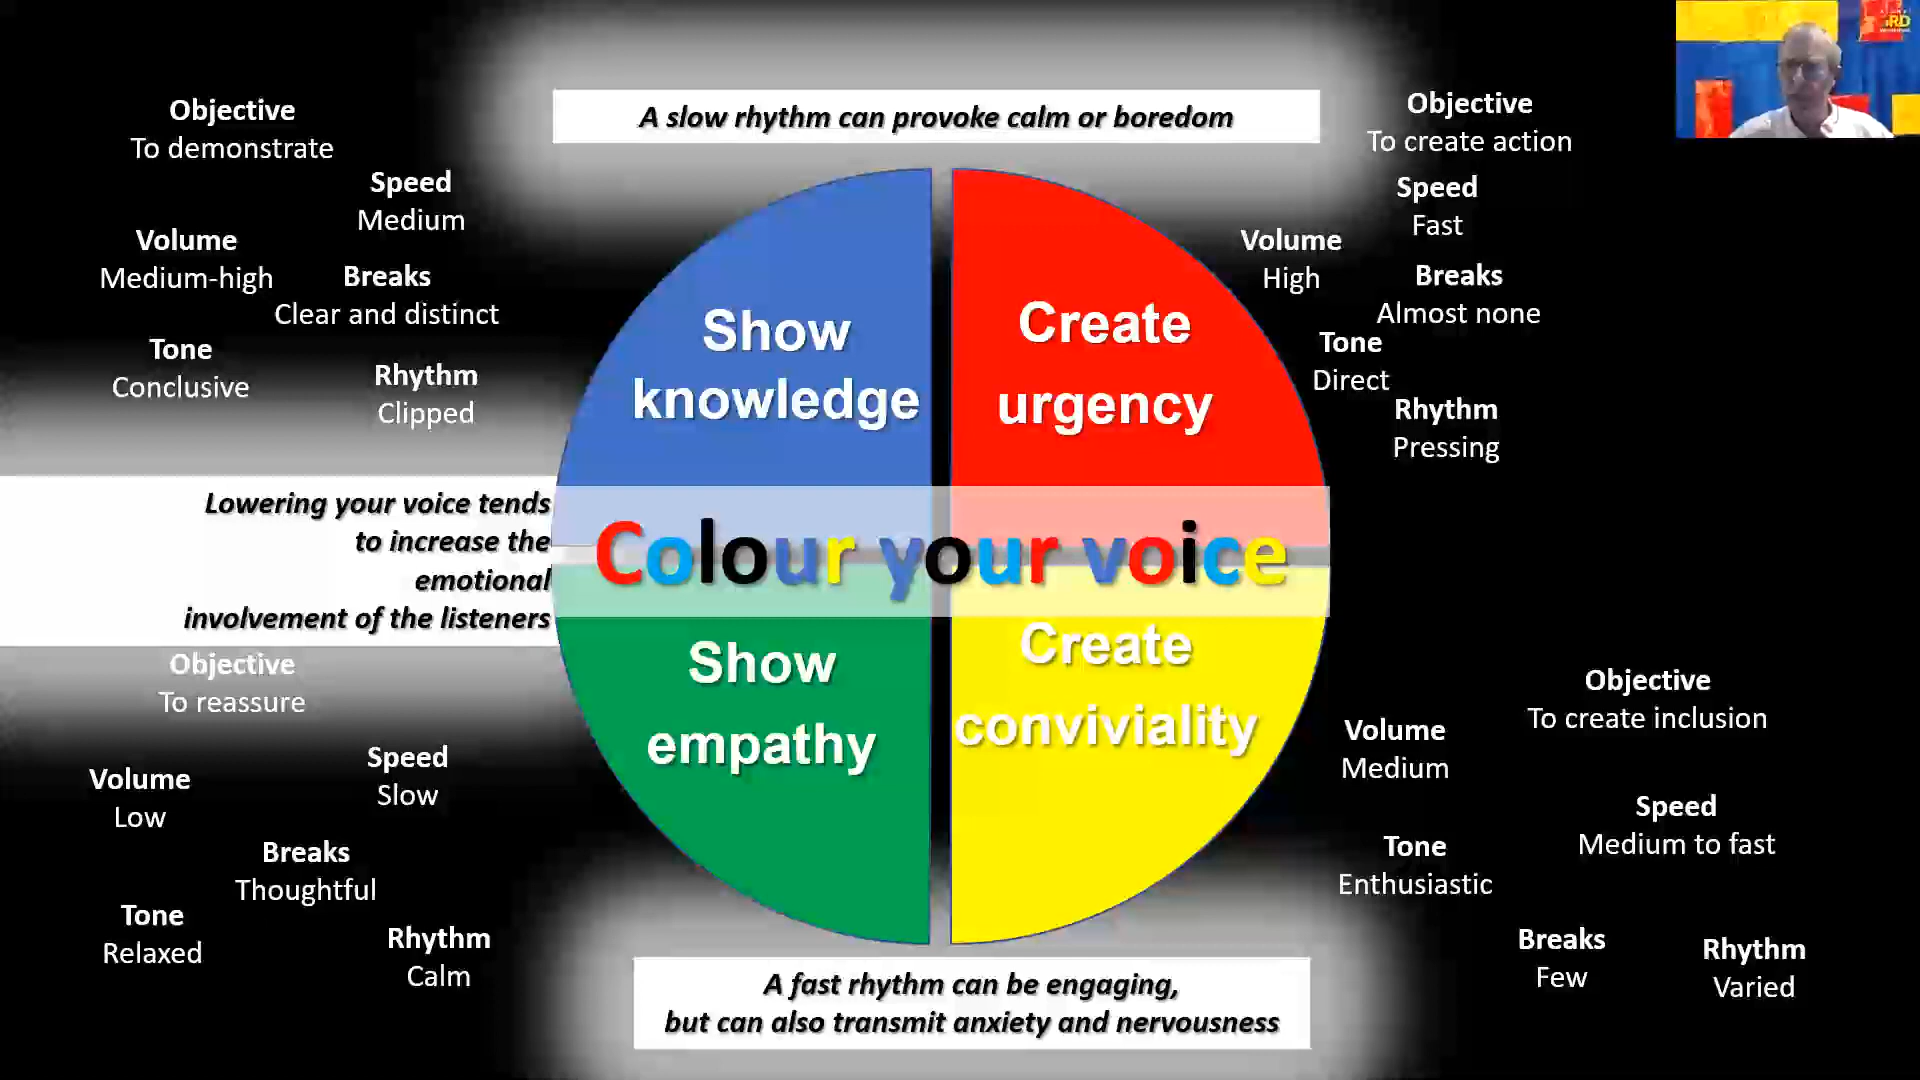 A slow rhythm can provoke calm or boredom
Objective
To demonstrate
Speed
Medium
Volume
Medium-high
Breaks
Clear and distinct
Tone
Conclusive
Rhythm
Clipped
Show
knowledge
Create
urgency
Objective
To create action
Speed
Fast
Volume
High
Breaks
Almost none
Tone
Direct
Rhythm
Pressing
Lowering your voice tends
to increase the
emotional
involvement of the listeners
Colour your voice
Objective
To reassure
Speed
Slow
Volume
Low
Breaks
Thoughtful
Tone
Relaxed
Rhythm
Calm
Show
empathy
Create
conviviality
Objective
To create inclusion
Volume
Medium
Speed
Medium to fast
Tone
Enthusiastic
Breaks
Few
Rhythm
Varied
A fast rhythm can be engaging,
but can also transmit anxiety and nervousness